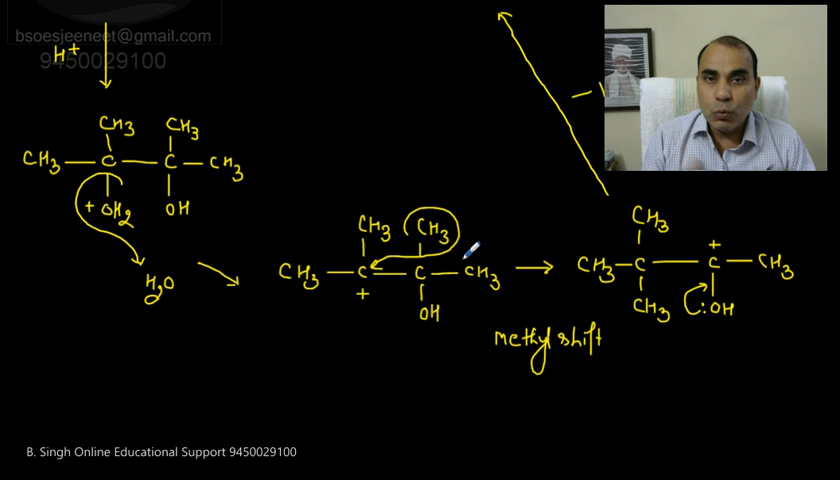 bsoesjeeneet@gmail.com
H+
9450029100
CH3 CH3
CH3 — C — C — CH3
+ OH2 OH
H2O
CH3 CH3
CH3 — C = C — CH3
+
OH
methyl shift
CH3
+
CH3 — C — C — CH3
CH3 :OH
B. Singh Online Educational Support 9450029100